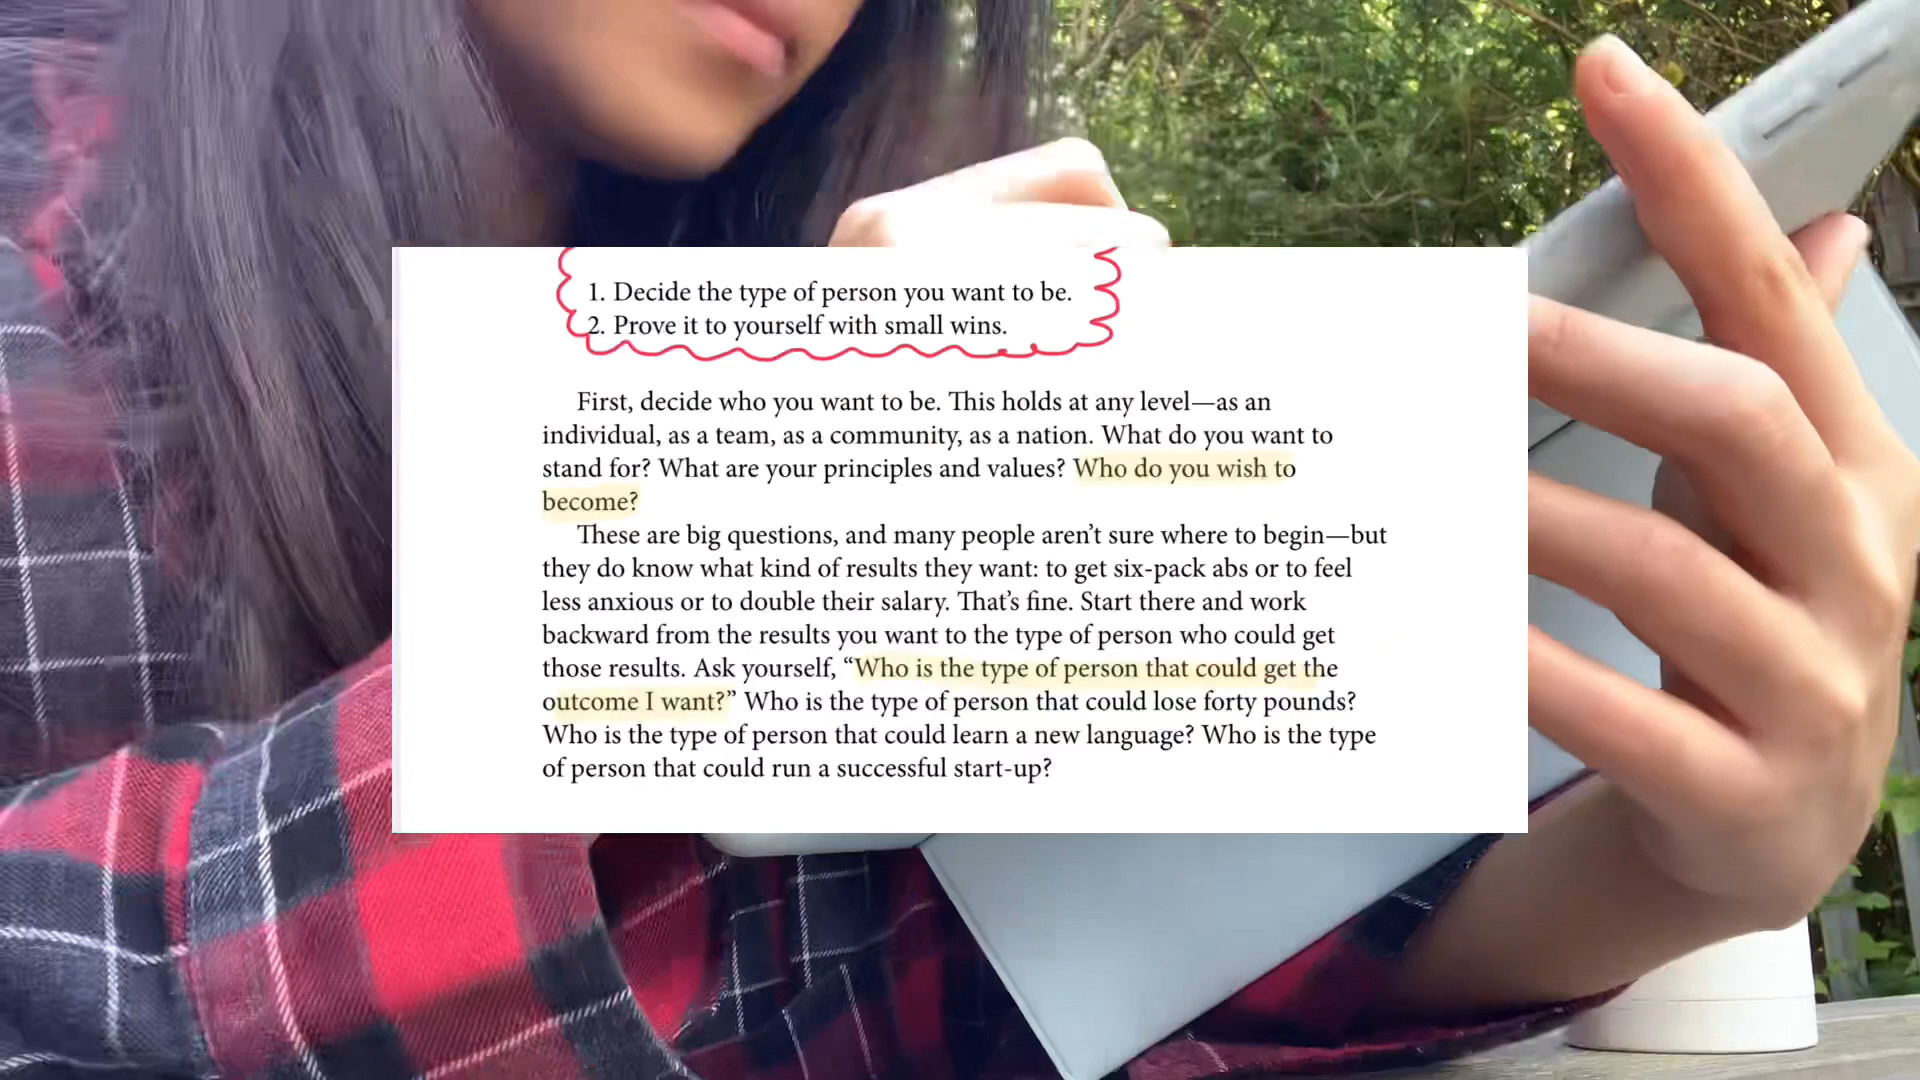 1. Decide the type of person you want to be.
2. Prove it to yourself with small wins.
First, decide who you want to be. This holds at any level—as an
individual, as a team, as a community, as a nation. What do you want to
stand for? What are your principles and values? Who do you wish to
become?
These are big questions, and many people aren’t sure where to begin—but
they do know what kind of results they want: to get six-pack abs or to feel
less anxious or to double their salary. That’s fine. Start there and work
backward from the results you want to the type of person who could get
those results. Ask yourself, “Who is the type of person that could get the
outcome I want?” Who is the type of person that could lose forty pounds?
Who is the type of person that could learn a new language? Who is the type
of person that could run a successful start-up?